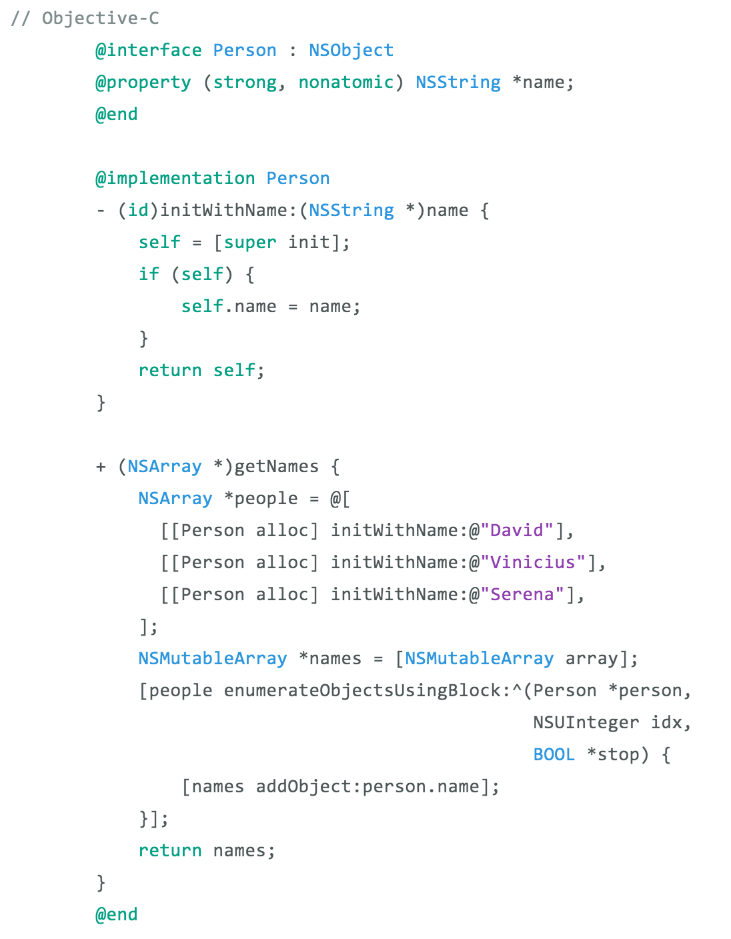 // Objective-C
@interface Person : NSObject
@property (strong, nonatomic) NSString *name;
@end
@implementation Person
- (id)initWithName:(NSString *)name {
self = [super init];
if (self) {
self.name = name;
}
return self;
}
+ (NSArray *)getNames {
NSArray *people = @[
[[Person alloc] initWithName:@"David"],
[[Person alloc] initWithName:@"Vinicius"],
[[Person alloc] initWithName:@"Serena"],
];
NSMutableArray *names = [NSMutableArray array];
[people enumerateObjectsUsingBlock:^(Person *person,
NSUInteger idx,
BOOL *stop) {
[names addObject:person.name];
}];
return names;
}
@end